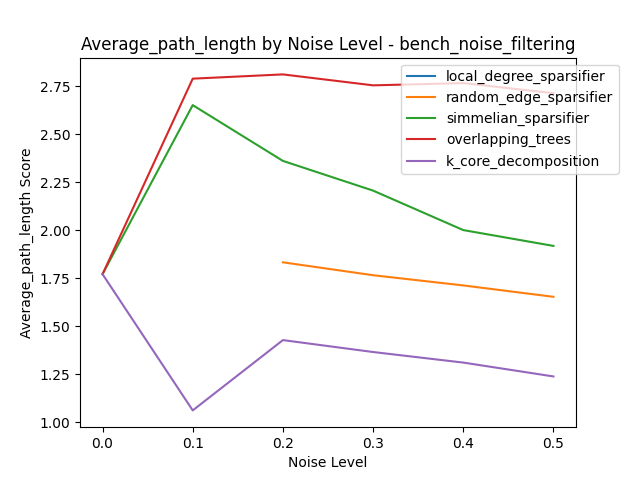 Average_path_length by Noise Level - bench_noise_filtering
Average_path_length Score
2.75
2.50
2.25
2.00
1.75
1.50
1.25
1.00
local_degree_sparsifier
random_edge_sparsifier
simmelian_sparsifier
overlapping_trees
k_core_decomposition
0.0 0.1 0.2 0.3 0.4 0.5
Noise Level